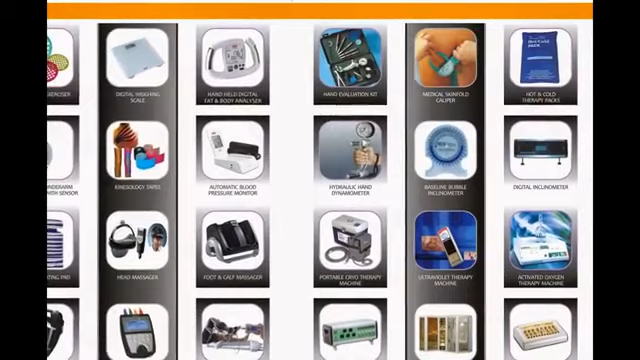 EXERCISER
DIGITAL WEIGHING
SCALE
HAND HELD DIGITAL
FAT & BODY ANALYSER
HAND EVALUATION KIT
MEDICAL SKINFOLD
CALIPER
HOT & COLD
THERAPY PACKS
UNDERARM
WITH SENSOR
KINESIOLOGY TAPES
AUTOMATIC BLOOD
PRESSURE MONITOR
HYDRAULIC HAND
DYNAMOMETER
BASELINE BUBBLE
INCLINOMETER
DIGITAL INCLINOMETER
TING PAD
HEAD MASSAGER
FOOT & CALF MASSAGER
PORTABLE CRYO THERAPY
MACHINE
ULTRAVIOLET THERAPY
MACHINE
ACTIVATED OXYGEN
THERAPY MACHINE